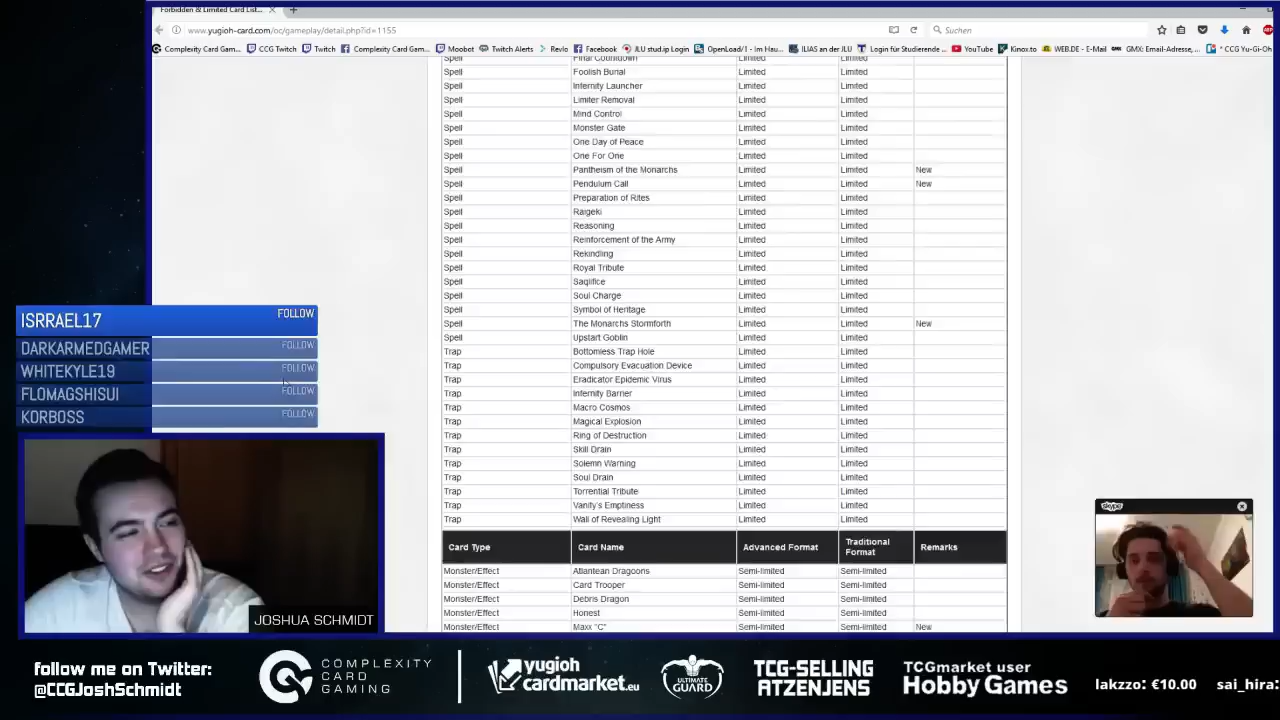 Forbidden & Limited Card List...
www.yugioh-card.com/oc/gameplay/detail.php?id=1155
Suchen
Complexity Card Gam... CCG Twitch Twitch Complexity Card Gam... Moobot Twitch Alerts Revlo Facebook JLU stud.ip Login OpenLoad/1 - Im Hau... ILIAS an der JLU Login für Studierende ... YouTube Kinox.to WEB.DE - E-Mail GMX: Email-Adresse, ... * CCG Yu-Gi-Oh
Spell Final Countdown Limited Limited
Spell Foolish Burial Limited Limited
Spell Infernity Launcher Limited Limited
Spell Limiter Removal Limited Limited
Spell Mind Control Limited Limited
Spell Monster Gate Limited Limited
Spell One Day of Peace Limited Limited
Spell One For One Limited Limited
Spell Pantheism of the Monarchs Limited Limited New
Spell Pendulum Call Limited Limited New
Spell Preparation of Rites Limited Limited
Spell Raigeki Limited Limited
Spell Reasoning Limited Limited
Spell Reinforcement of the Army Limited Limited
Spell Rekindling Limited Limited
Spell Royal Tribute Limited Limited
Spell Saqlifice Limited Limited
Spell Soul Charge Limited Limited
Spell Symbol of Heritage Limited Limited
Spell The Monarchs Stormforth Limited Limited New
Spell Upstart Goblin Limited Limited
Trap Bottomless Trap Hole Limited Limited
Trap Compulsory Evacuation Device Limited Limited
Trap Eradicator Epidemic Virus Limited Limited
Trap Infernity Barrier Limited Limited
Trap Macro Cosmos Limited Limited
Trap Magical Explosion Limited Limited
Trap Ring of Destruction Limited Limited
Trap Skill Drain Limited Limited
Trap Solemn Warning Limited Limited
Trap Soul Drain Limited Limited
Trap Torrential Tribute Limited Limited
Trap Vanity's Emptiness Limited Limited
Trap Wall of Revealing Light Limited Limited
Card Type Card Name Advanced Format Traditional Format Remarks
Monster/Effect Atlantean Dragoons Semi-limited Semi-limited
Monster/Effect Card Trooper Semi-limited Semi-limited
Monster/Effect Debris Dragon Semi-limited Semi-limited
Monster/Effect Honest Semi-limited Semi-limited
Monster/Effect Maxx "C" Semi-limited Semi-limited New
ISRRAEL17 FOLLOW
DARKARMEDGAMER FOLLOW
WHITEKYLE19 FOLLOW
FLOMAGSHISUI FOLLOW
KORBOSS FOLLOW
JOSHUA SCHMIDT
skype
follow me on Twitter:
@CCGJoshSchmidt
COMPLEXITY
CARD
GAMING
yugioh
cardmarket.eu
ULTIMATE
GUARD
TCG-SELLING
ATZENJENS
TCGmarket user
Hobby Games
lakzzo: €10.00 sai_hira: